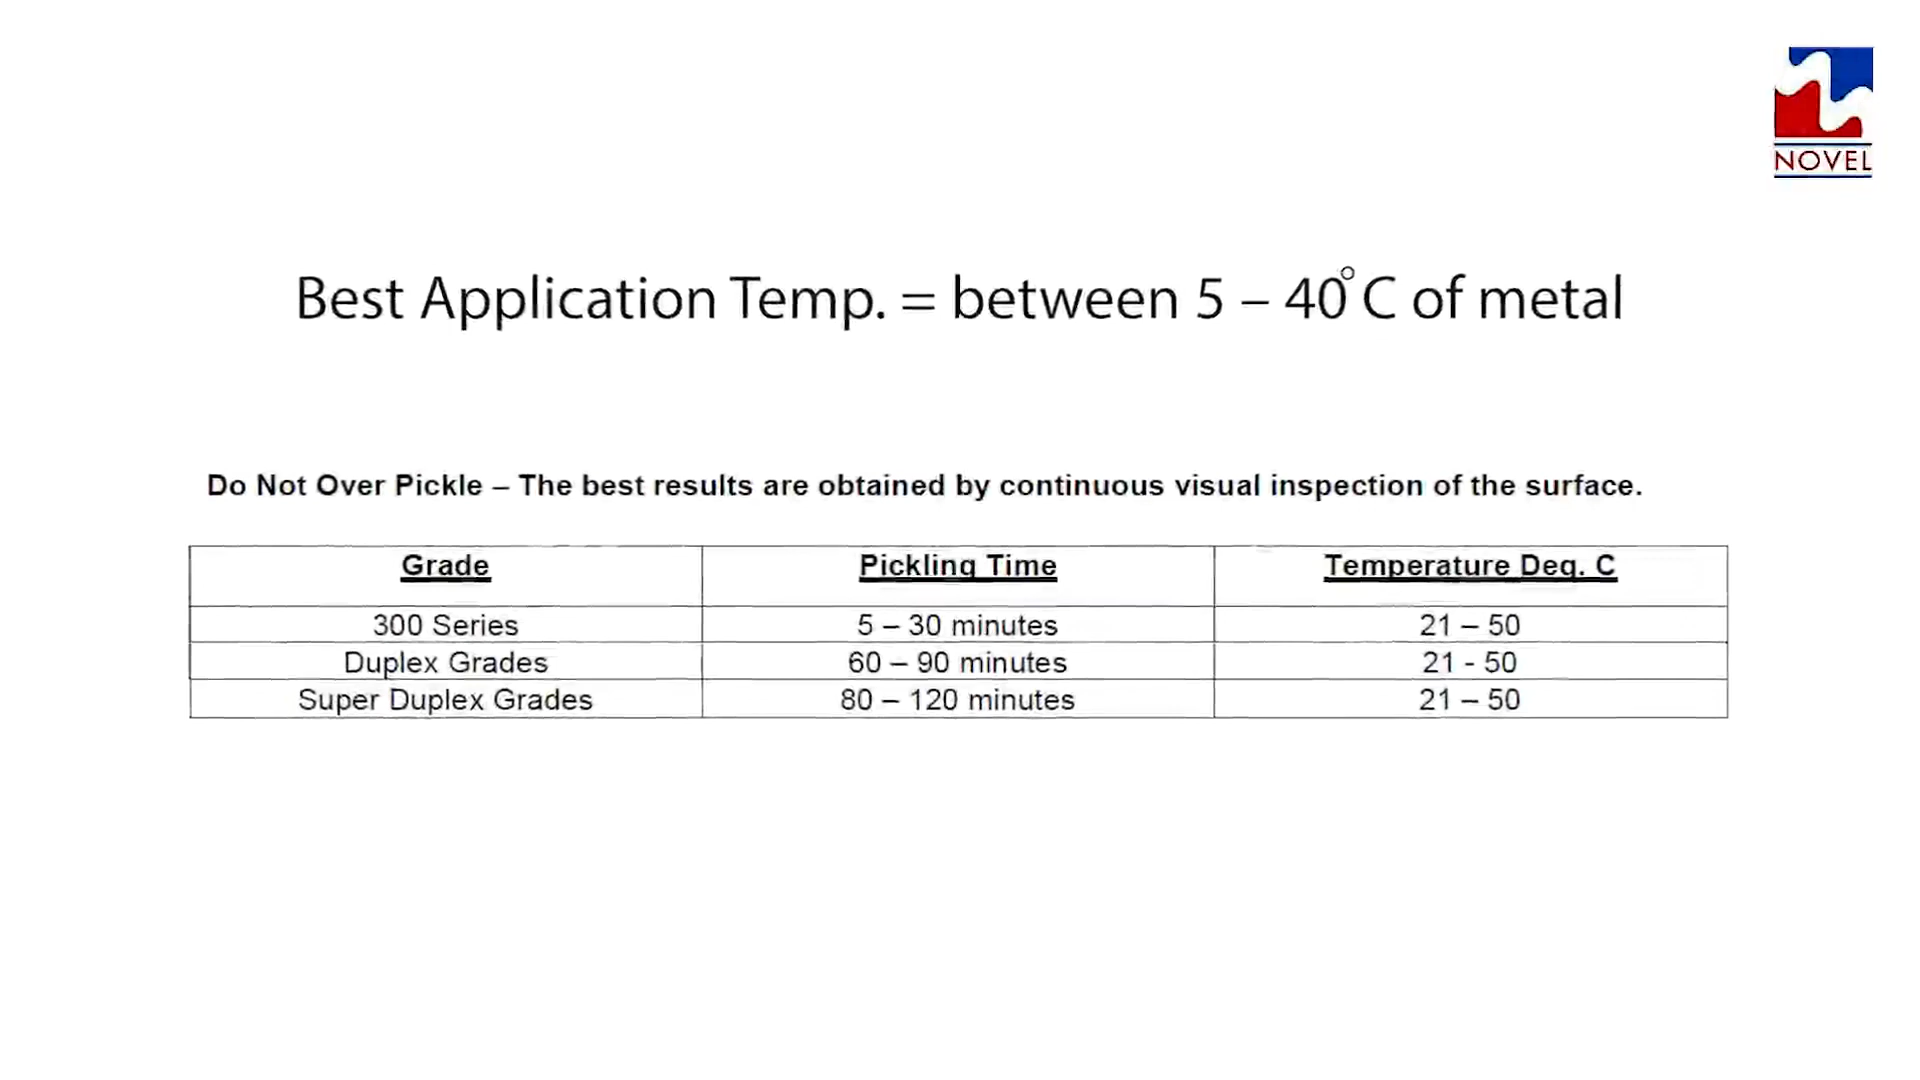 NOVEL
Best Application Temp. = between 5 – 40°C of metal
Do Not Over Pickle – The best results are obtained by continuous visual inspection of the surface.
Grade Pickling Time Temperature Deg. C
300 Series 5 – 30 minutes 21 – 50
Duplex Grades 60 – 90 minutes 21 - 50
Super Duplex Grades 80 – 120 minutes 21 – 50